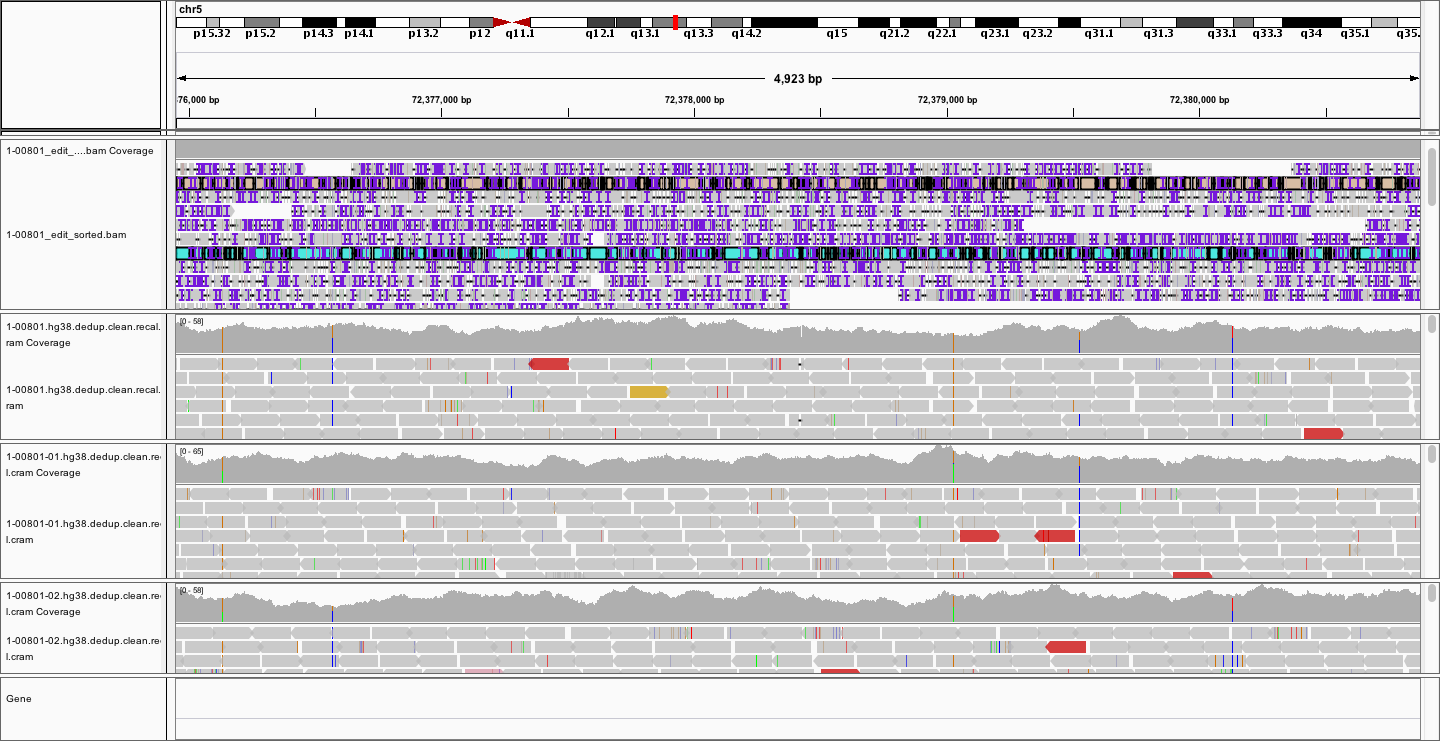 chr5
p15.32 p15.2 p14.3 p14.1 p13.2 p12 q11.1 q12.1 q13.1 q13.3 q14.2 q15 q21.2 q22.1 q23.1 q23.2 q31.1 q31.3 q33.1 q33.3 q34 q35.1 q35.
4,923 bp
76,000 bp 72,377,000 bp 72,378,000 bp 72,379,000 bp 72,380,000 bp
1-00801_edit_....bam Coverage
1-00801_edit_sorted.bam
1-00801.hg38.dedup.clean.recal.
ram Coverage
[0 - 58]
1-00801.hg38.dedup.clean.recal.
ram
1-00801-01.hg38.dedup.clean.re
l.cram Coverage
[0 - 65]
1-00801-01.hg38.dedup.clean.re
l.cram
1-00801-02.hg38.dedup.clean.re
l.cram Coverage
[0 - 58]
1-00801-02.hg38.dedup.clean.re
l.cram
Gene